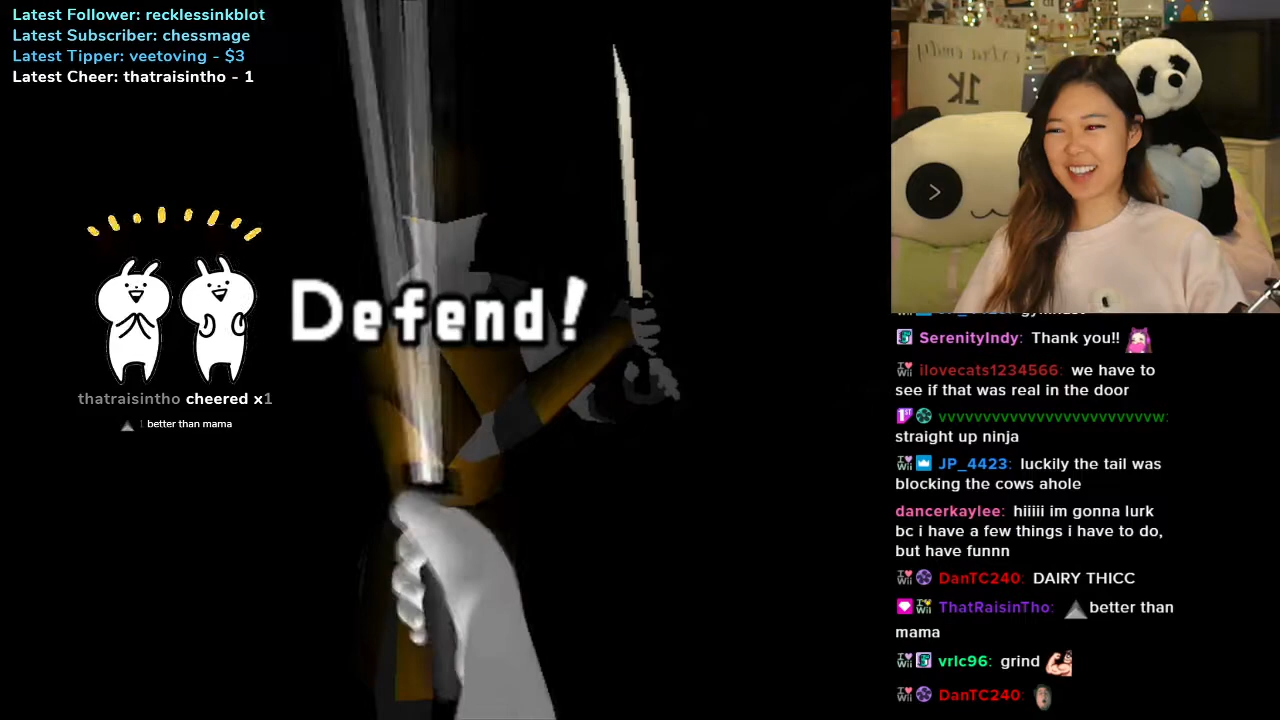 Latest Follower: recklessinkblot
Latest Subscriber: chessmage
Latest Tipper: veetoving - $3
Latest Cheer: thatraisintho - 1
1K
Defend!
thatraisintho cheered x1
1 better than mama
SerenityIndy: Thank you!!
ilovecats1234566: we have to
see if that was real in the door
straight up ninja
JP_4423: luckily the tail was
blocking the cows ahole
dancerkaylee: hiiiii im gonna lurk
bc i have a few things i have to do,
but have funnn
DanTC240: DAIRY THICC
ThatRaisinTho: better than
mama
vrlc96: grind
DanTC240: